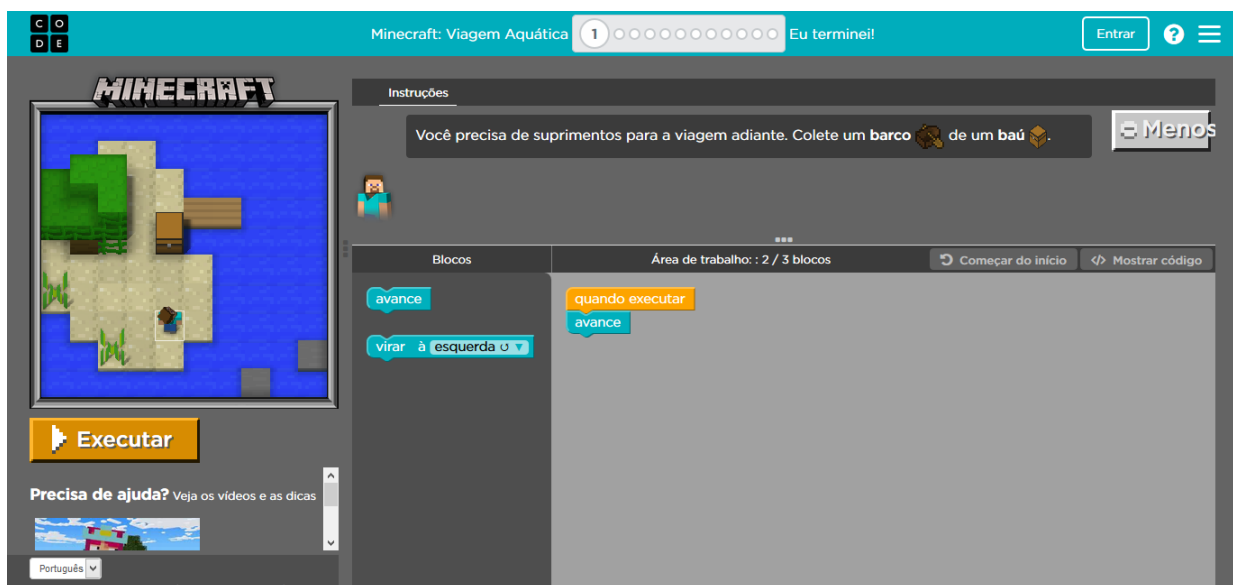 C O
D E
Minecraft: Viagem Aquática 1 Eu terminei!
Entrar
?
MINECRAFT
Instruções
Você precisa de suprimentos para a viagem adiante. Colete um barco de um baú.
Menos
Blocos
Área de trabalho: : 2 / 3 blocos
Começar do início
</> Mostrar código
avance
virar à esquerda ↺ ▼
quando executar
avance
Executar
Precisa de ajuda? Veja os vídeos e as dicas
Português